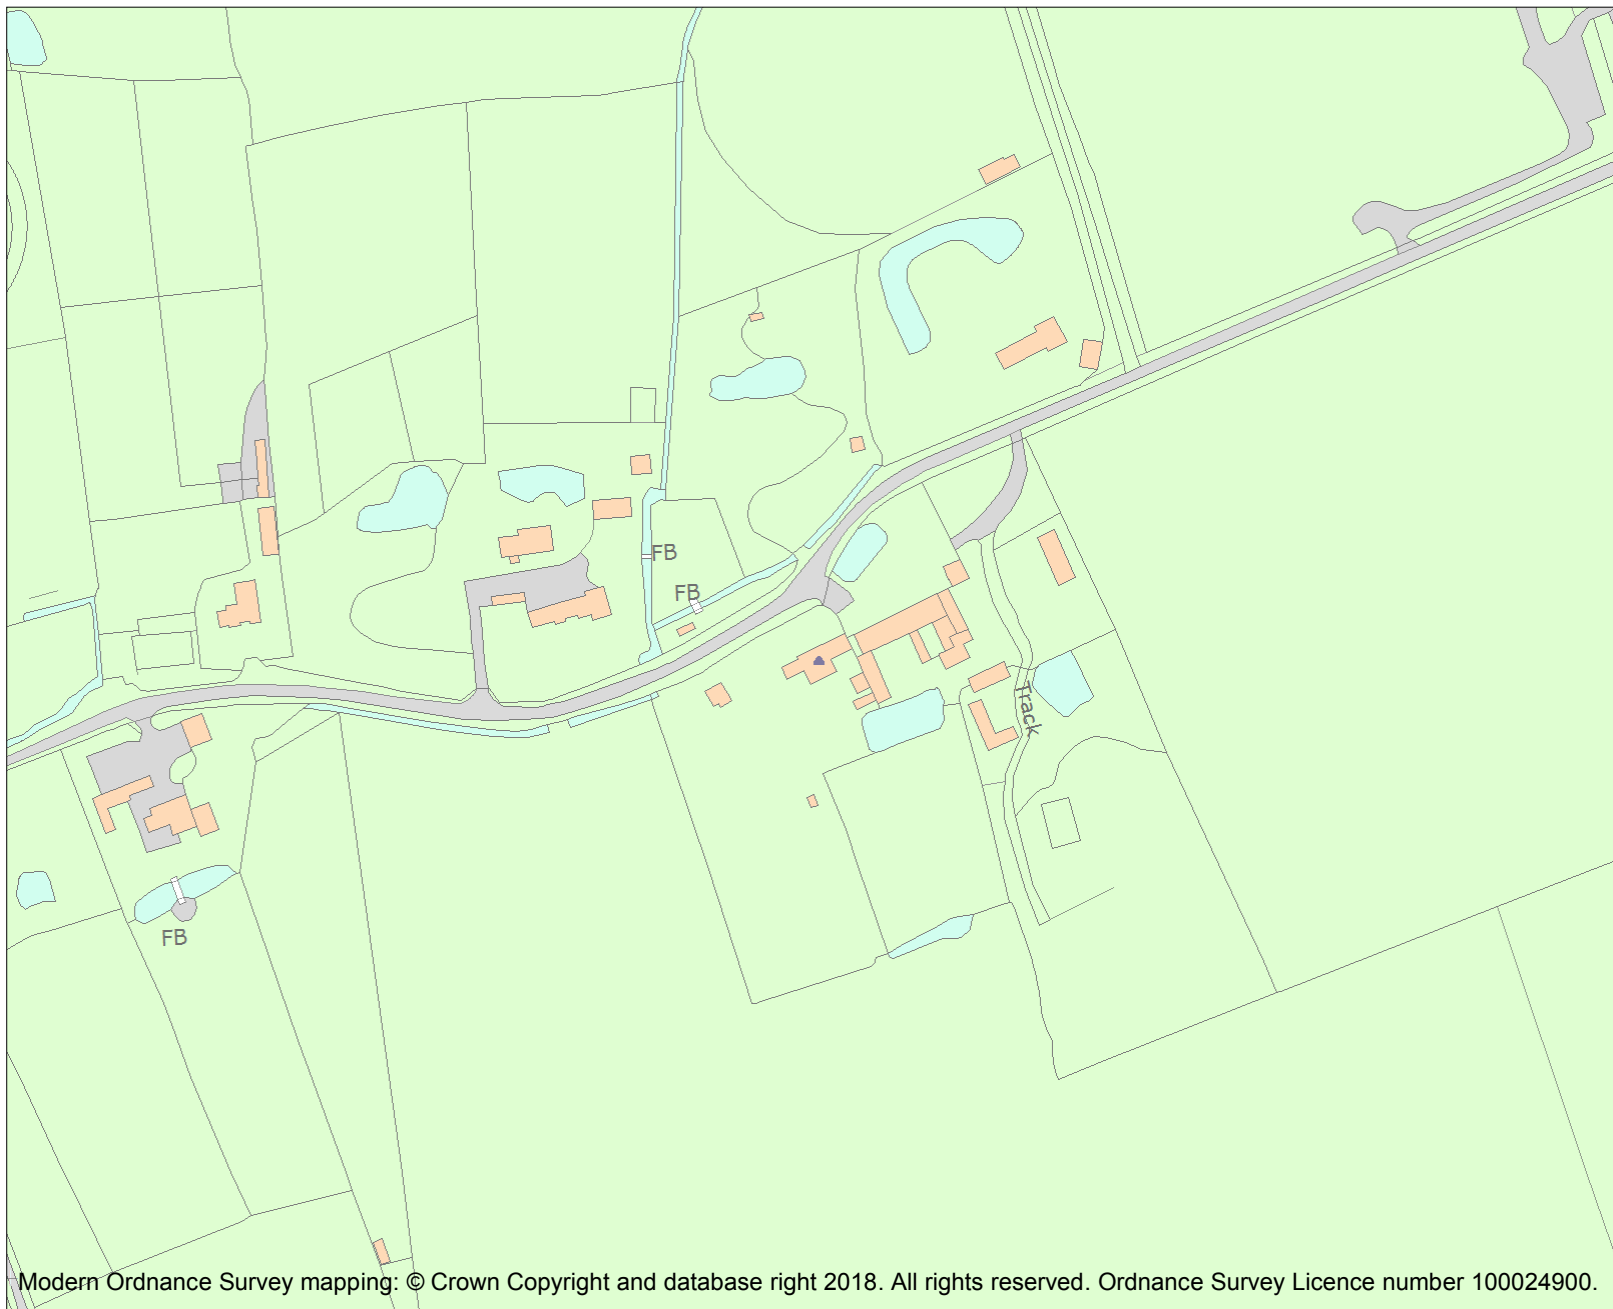 FB
FB
Track
FB
Modern Ordnance Survey mapping: © Crown Copyright and database right 2018. All rights reserved. Ordnance Survey Licence number 100024900.